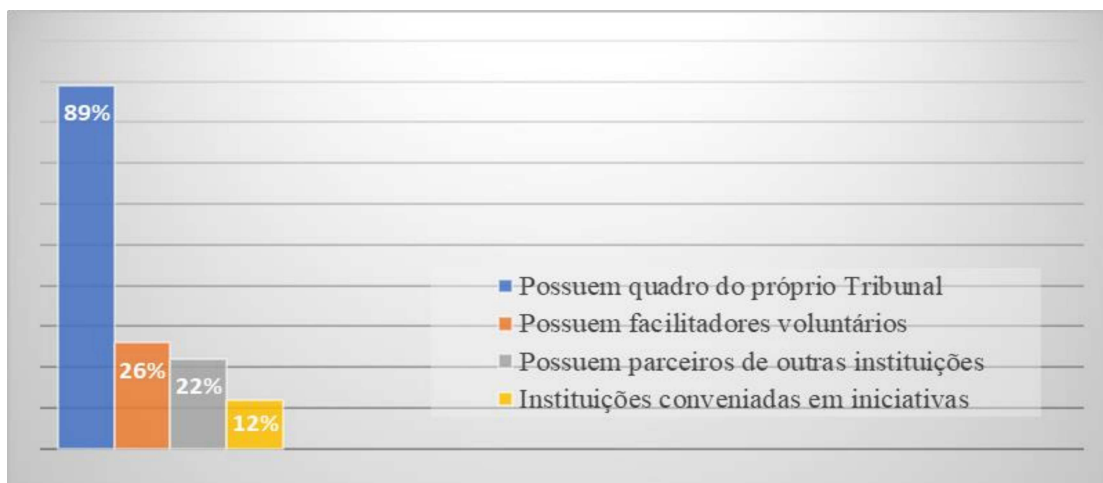 89%
26%
22%
12%
Possuem quadro do próprio Tribunal
Possuem facilitadores voluntários
Possuem parceiros de outras instituições
Instituições conveniadas em iniciativas